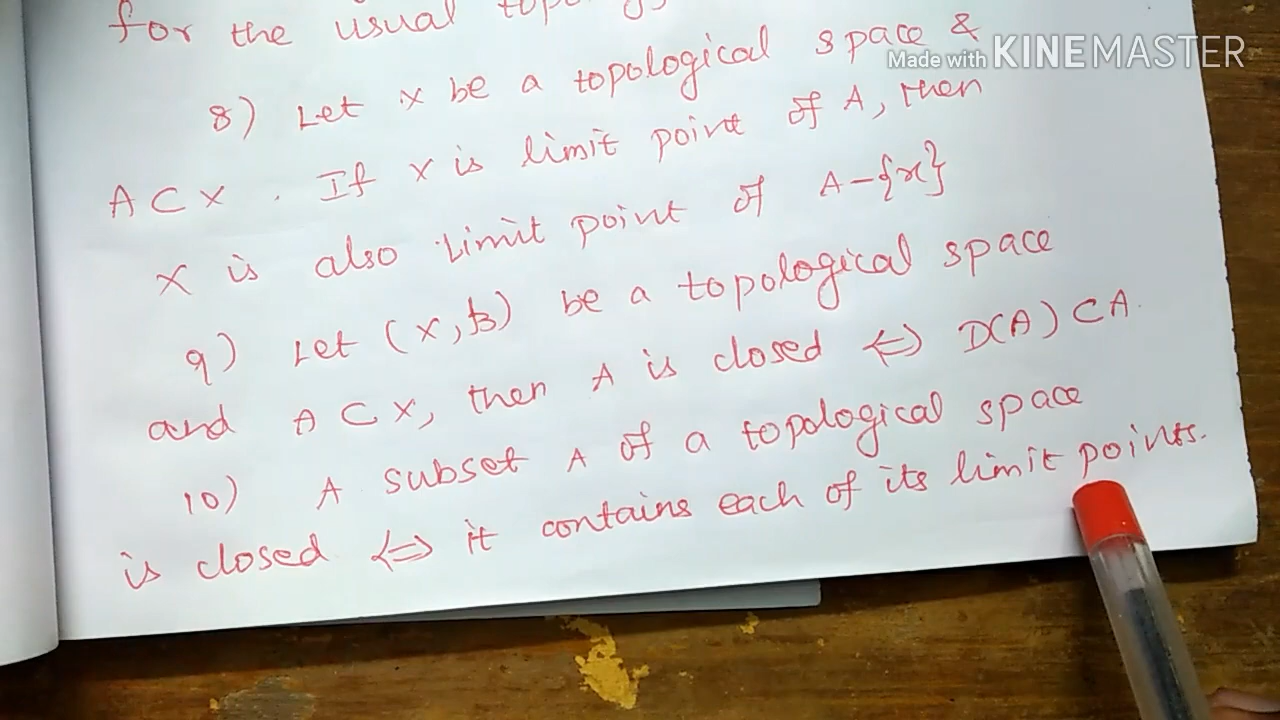 for the usual topology
Made with KINEMASTER
8) Let X be a topological space &
A ⊂ X . If x is limit point of A, then
x is also limit point of A-{x}
9) Let (X, b) be a topological space
and A ⊂ X, then A is closed <=> D(A) ⊂ A.
10) A subset A of a topological space
is closed <=> it contains each of its limit points.